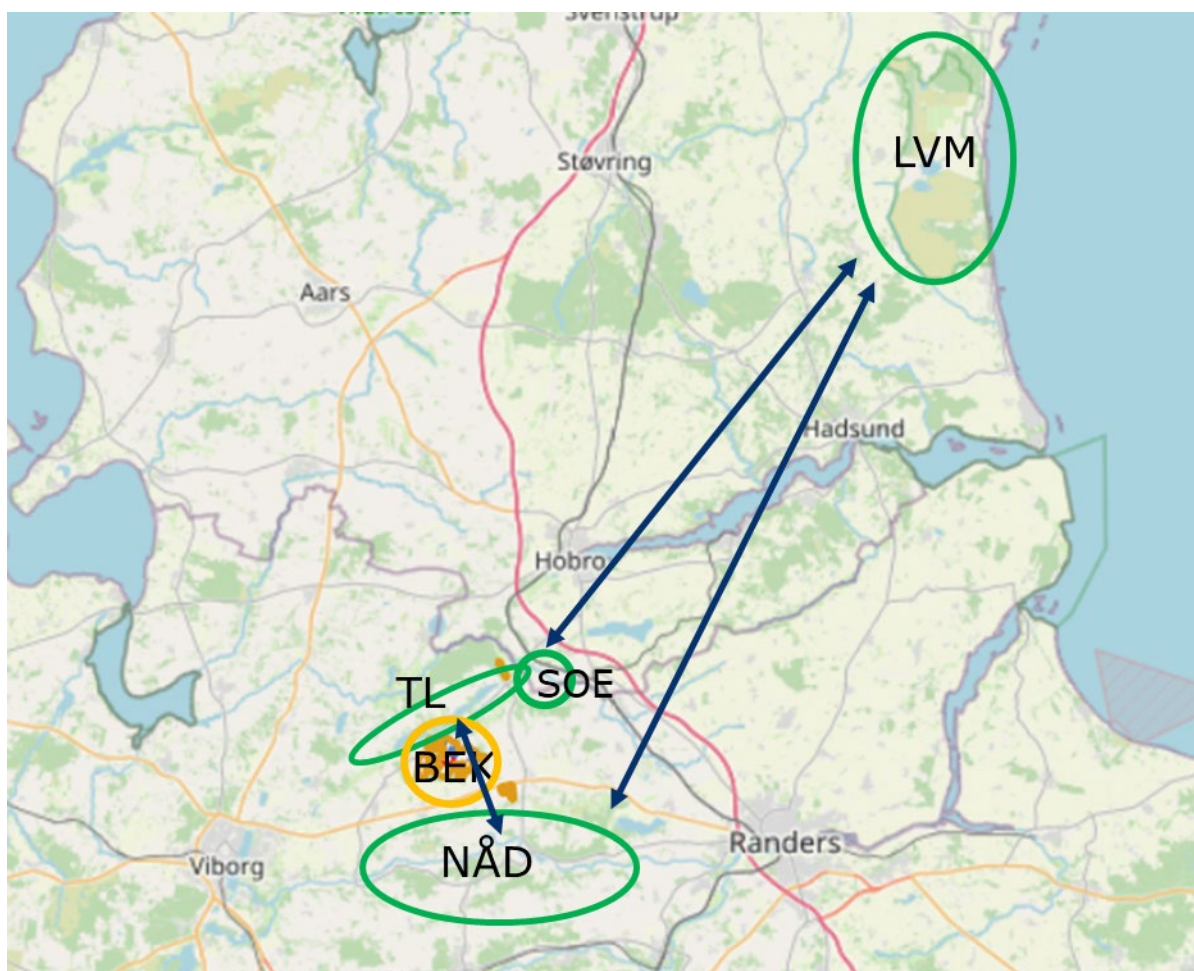 Svenstrup
Støvring
LVM
Aars
Hadsund
Hobro
TL
SOE
BEK
NÅD
Randers
Viborg